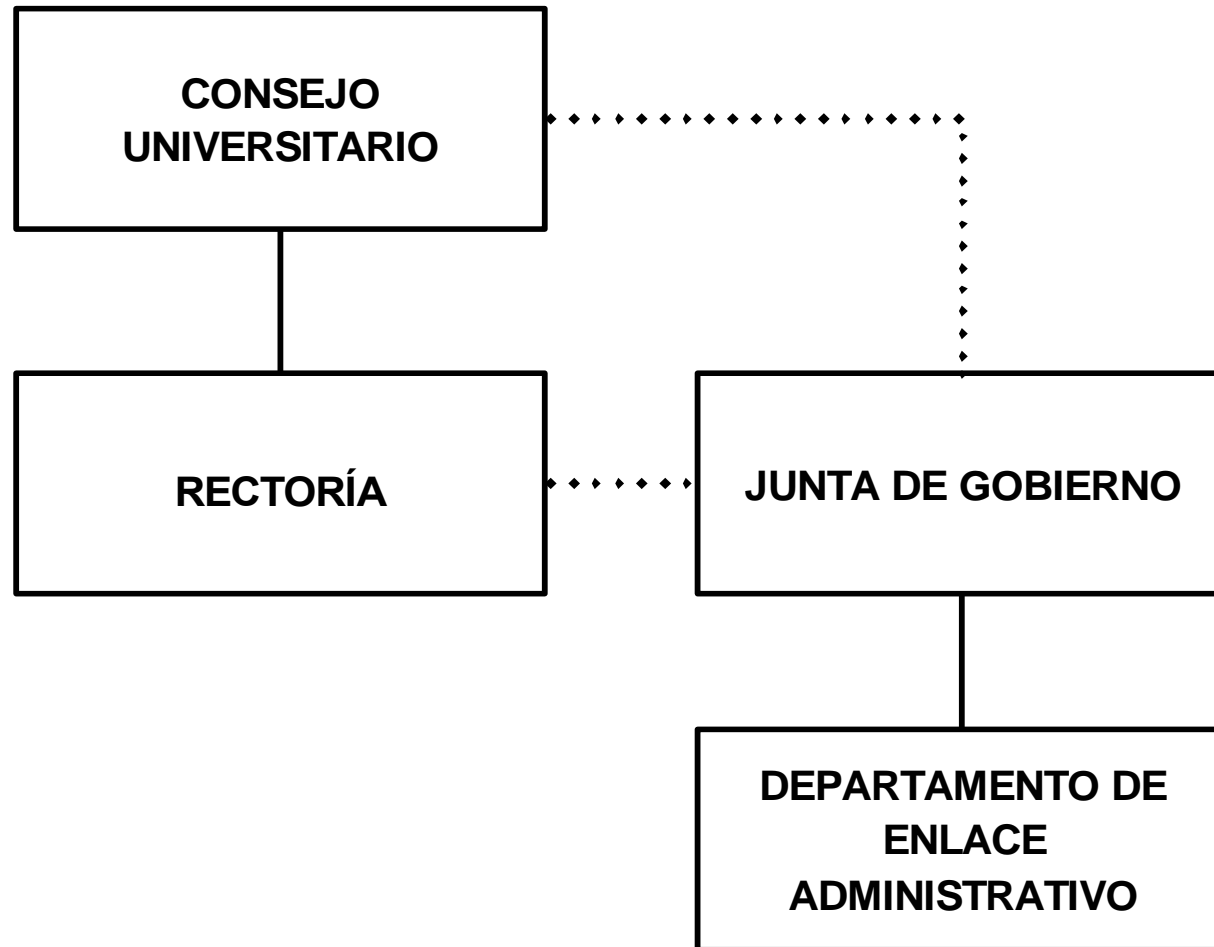 CONSEJO
UNIVERSITARIO
RECTORÍA
JUNTA DE GOBIERNO
DEPARTAMENTO DE
ENLACE
ADMINISTRATIVO